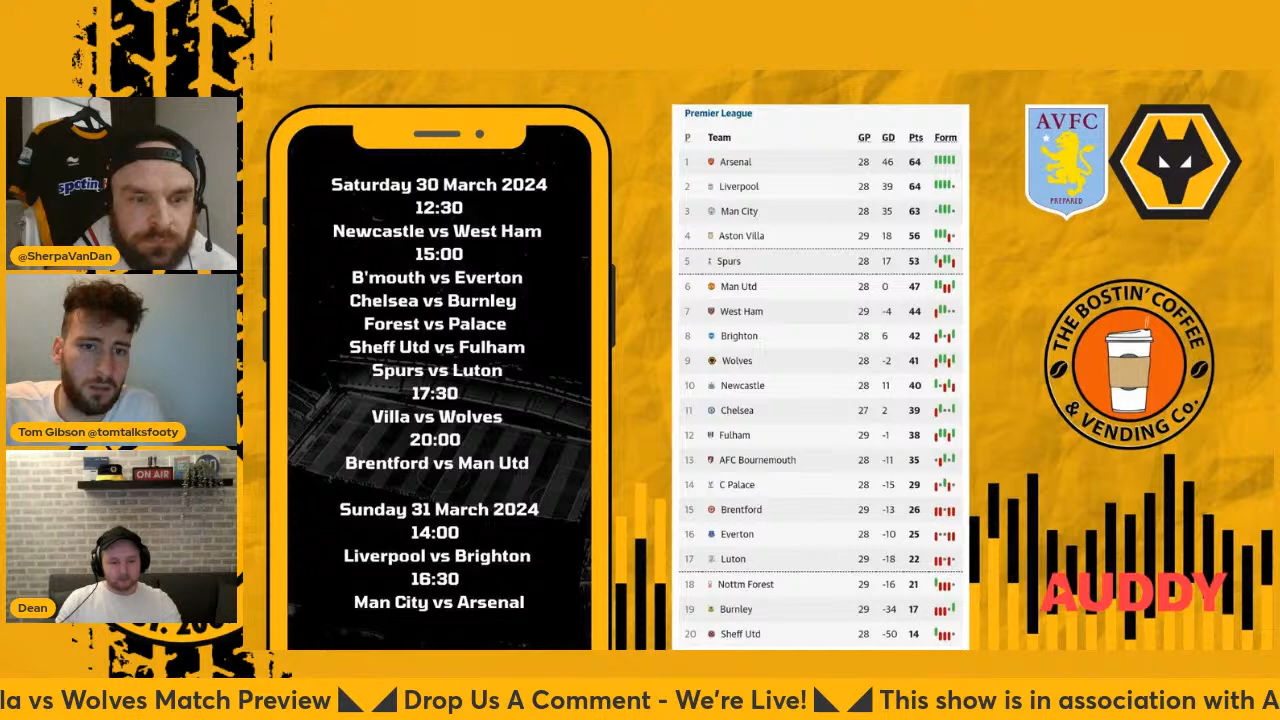 spotin
@SherpaVanDan
Tom Gibson @tomtalksfooty
ON AIR
Dean
Saturday 30 March 2024
12:30
Newcastle vs West Ham
15:00
B'mouth vs Everton
Chelsea vs Burnley
Forest vs Palace
Sheff Utd vs Fulham
Spurs vs Luton
17:30
Villa vs Wolves
20:00
Brentford vs Man Utd
Sunday 31 March 2024
14:00
Liverpool vs Brighton
16:30
Man City vs Arsenal
Premier League
P Team GP GD Pts Form
1 Arsenal 28 46 64
2 Liverpool 28 39 64
3 Man City 28 35 63
4 Aston Villa 29 18 56
5 Spurs 28 17 53
6 Man Utd 28 0 47
7 West Ham 29 -4 44
8 Brighton 28 6 42
9 Wolves 28 -2 41
10 Newcastle 28 11 40
11 Chelsea 27 2 39
12 Fulham 29 -1 38
13 AFC Bournemouth 28 -11 35
14 C Palace 28 -15 29
15 Brentford 29 -13 26
16 Everton 28 -10 25
17 Luton 29 -18 22
18 Nottm Forest 29 -16 21
19 Burnley 29 -34 17
20 Sheff Utd 28 -50 14
AVFC
PREPARED
THE BOSTIN' COFFEE
& VENDING Co.
AUDDY
la vs Wolves Match Preview Drop Us A Comment - We're Live! This show is in association with A